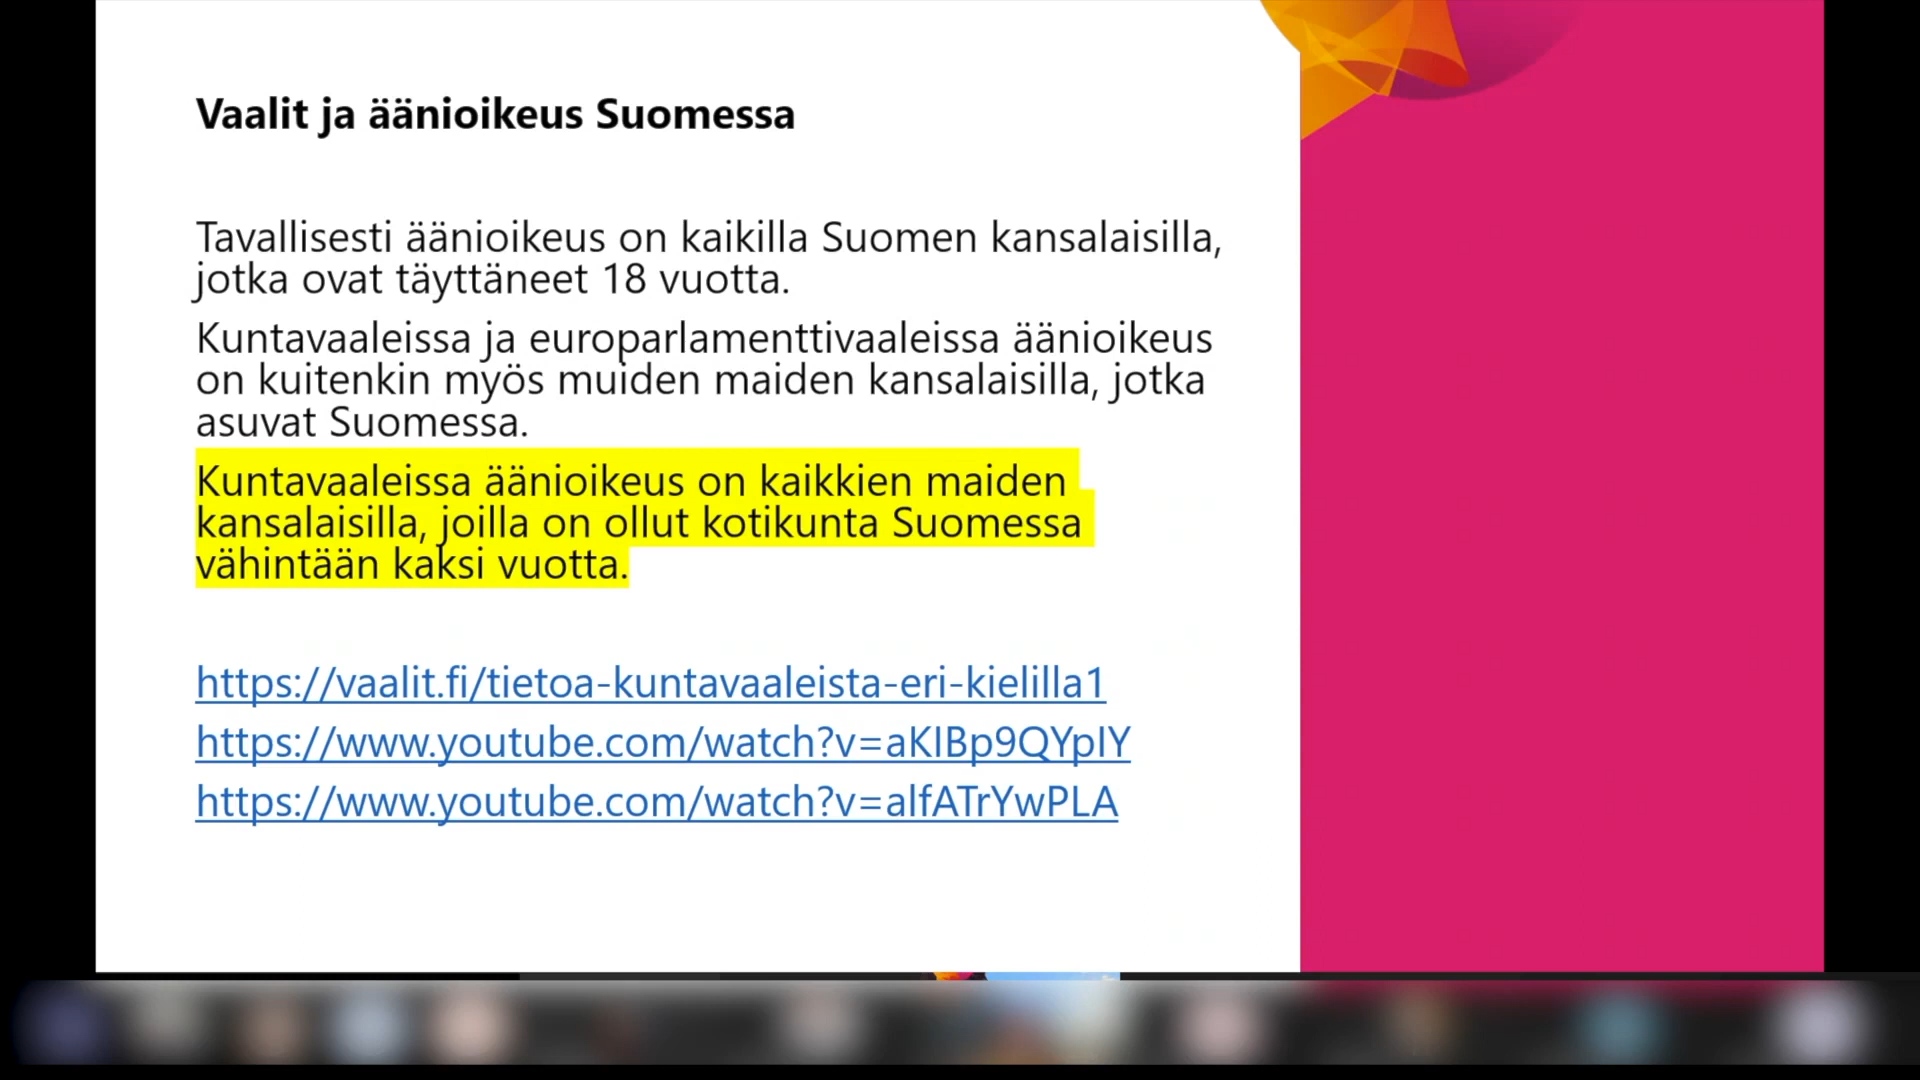 Vaalit ja äänioikeus Suomessa
Tavallisesti äänioikeus on kaikilla Suomen kansalaisilla,
jotka ovat täyttäneet 18 vuotta.
Kuntavaaleissa ja europarlamenttivaaleissa äänioikeus
on kuitenkin myös muiden maiden kansalaisilla, jotka
asuvat Suomessa.
Kuntavaaleissa äänioikeus on kaikkien maiden
kansalaisilla, joilla on ollut kotikunta Suomessa
vähintään kaksi vuotta.
https://vaalit.fi/tietoa-kuntavaaleista-eri-kielilla1
https://www.youtube.com/watch?v=aKIBp9QYpIY
https://www.youtube.com/watch?v=alfATrYwPLA